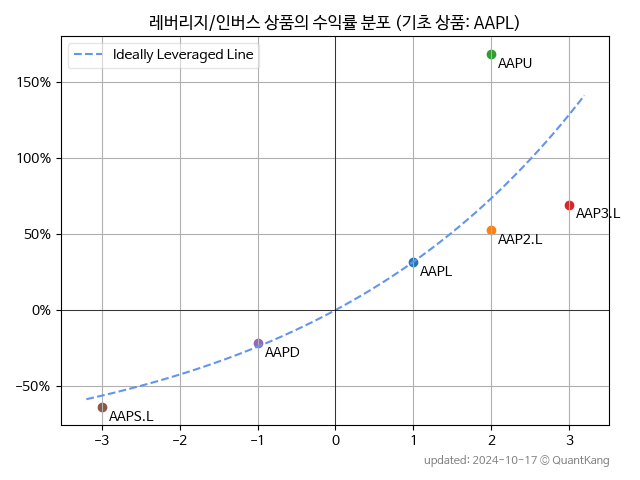 레버리지/인버스 상품의 수익률 분포 (기초 상품: AAPL)
Ideally Leveraged Line
AAPU
150%
100%
AAP3.L
50%
AAP2.L
AAPL
0%
AAPD
−50%
AAPS.L
−3 −2 −1 0 1 2 3
updated: 2024-10-17 © QuantKang